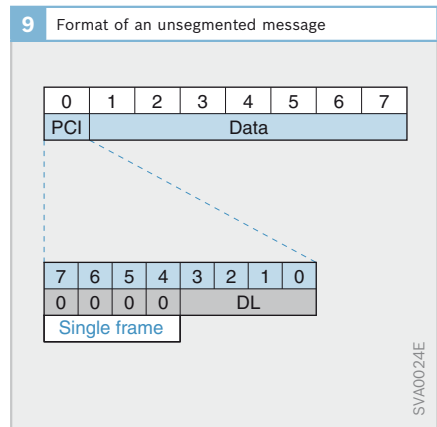 9 Format of an unsegmented message
0 1 2 3 4 5 6 7
PCI Data
7 6 5 4 3 2 1 0
0 0 0 0 DL
Single frame
SVA0024E